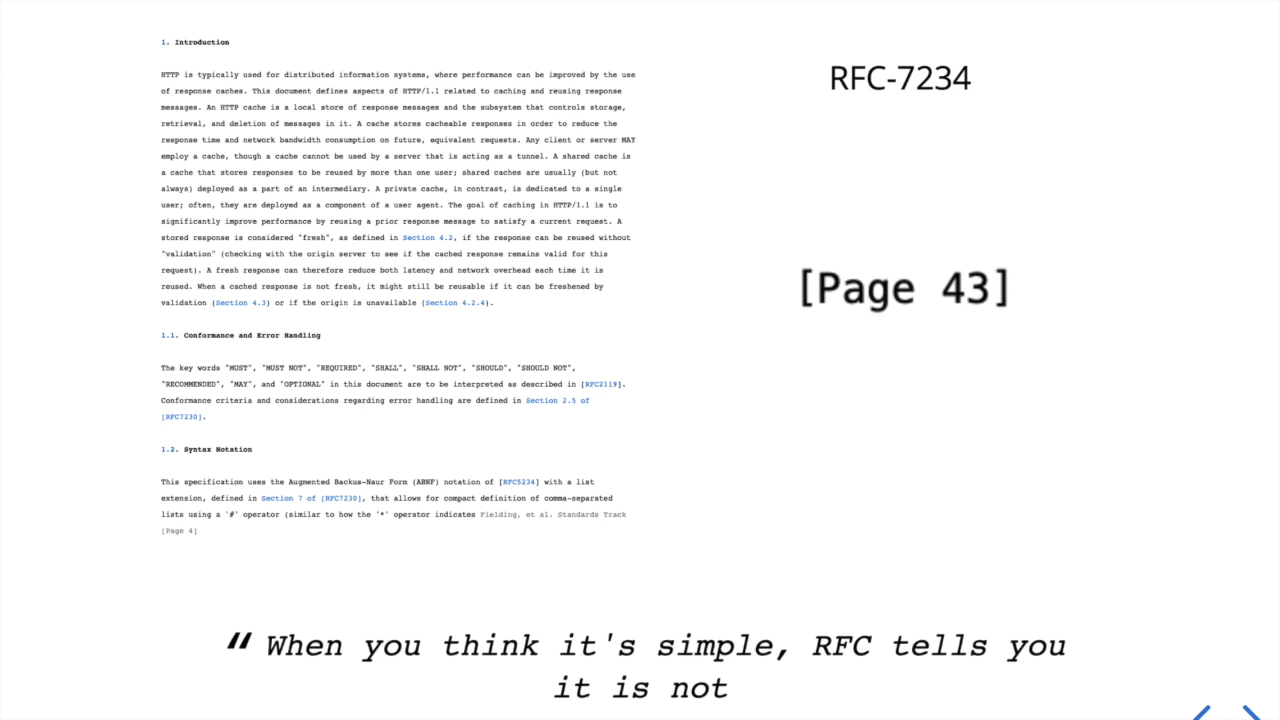 1. Introduction
HTTP is typically used for distributed information systems, where performance can be improved by the use
of response caches. This document defines aspects of HTTP/1.1 related to caching and reusing response
messages. An HTTP cache is a local store of response messages and the subsystem that controls storage,
retrieval, and deletion of messages in it. A cache stores cacheable responses in order to reduce the
response time and network bandwidth consumption on future, equivalent requests. Any client or server MAY
employ a cache, though a cache cannot be used by a server that is acting as a tunnel. A shared cache is
a cache that stores responses to be reused by more than one user; shared caches are usually (but not
always) deployed as a part of an intermediary. A private cache, in contrast, is dedicated to a single
user; often, they are deployed as a component of a user agent. The goal of caching in HTTP/1.1 is to
significantly improve performance by reusing a prior response message to satisfy a current request. A
stored response is considered "fresh", as defined in Section 4.2, if the response can be reused without
"validation" (checking with the origin server to see if the cached response remains valid for this
request). A fresh response can therefore reduce both latency and network overhead each time it is
reused. When a cached response is not fresh, it might still be reusable if it can be freshened by
validation (Section 4.3) or if the origin is unavailable (Section 4.2.4).
1.1. Conformance and Error Handling
The key words "MUST", "MUST NOT", "REQUIRED", "SHALL", "SHALL NOT", "SHOULD", "SHOULD NOT",
"RECOMMENDED", "MAY", and "OPTIONAL" in this document are to be interpreted as described in [RFC2119].
Conformance criteria and considerations regarding error handling are defined in Section 2.5 of
[RFC7230].
1.2. Syntax Notation
This specification uses the Augmented Backus-Naur Form (ABNF) notation of [RFC5234] with a list
extension, defined in Section 7 of [RFC7230], that allows for compact definition of comma-separated
lists using a '#' operator (similar to how the '*' operator indicates Fielding, et al. Standards Track
[Page 4]
RFC-7234
[Page 43]
“ When you think it's simple, RFC tells you
it is not